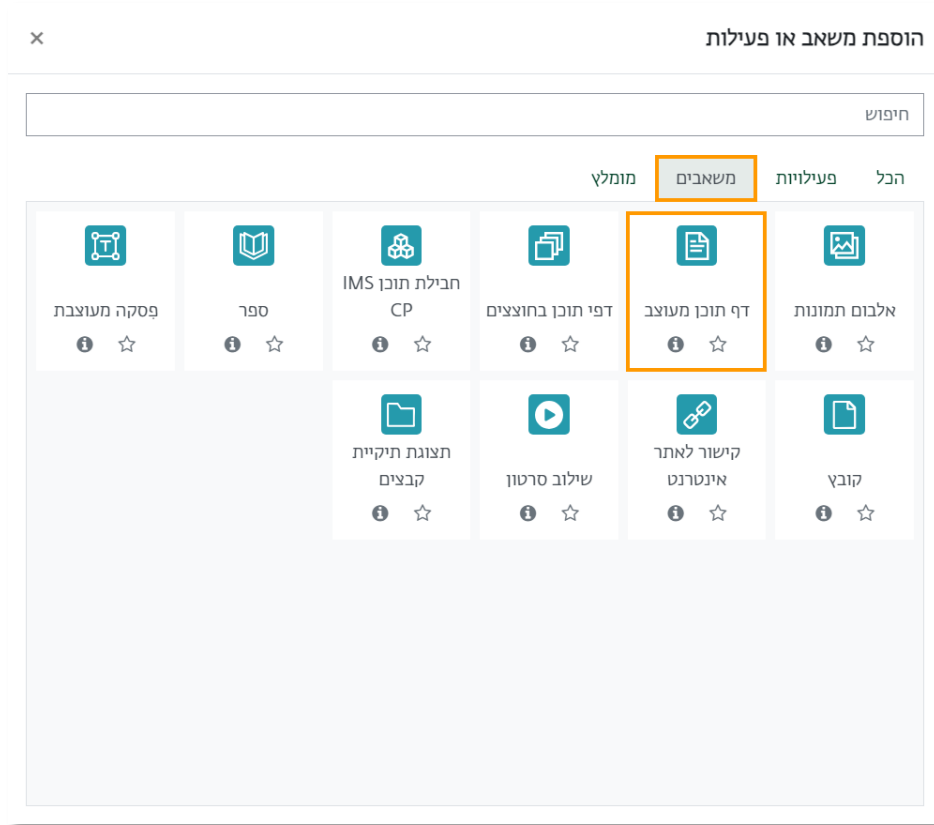 הוספת משאב או פעילות
חיפוש
הכל פעילויות משאבים מומלץ
אלבום תמונות
דף תוכן מעוצב
דפי תוכן בחוצצים
חבילת תוכן IMS
CP
ספר
פִסקה מעוצבת
קובץ
קישור לאתר
אינטרנט
שילוב סרטון
תצוגת תיקיית
קבצים